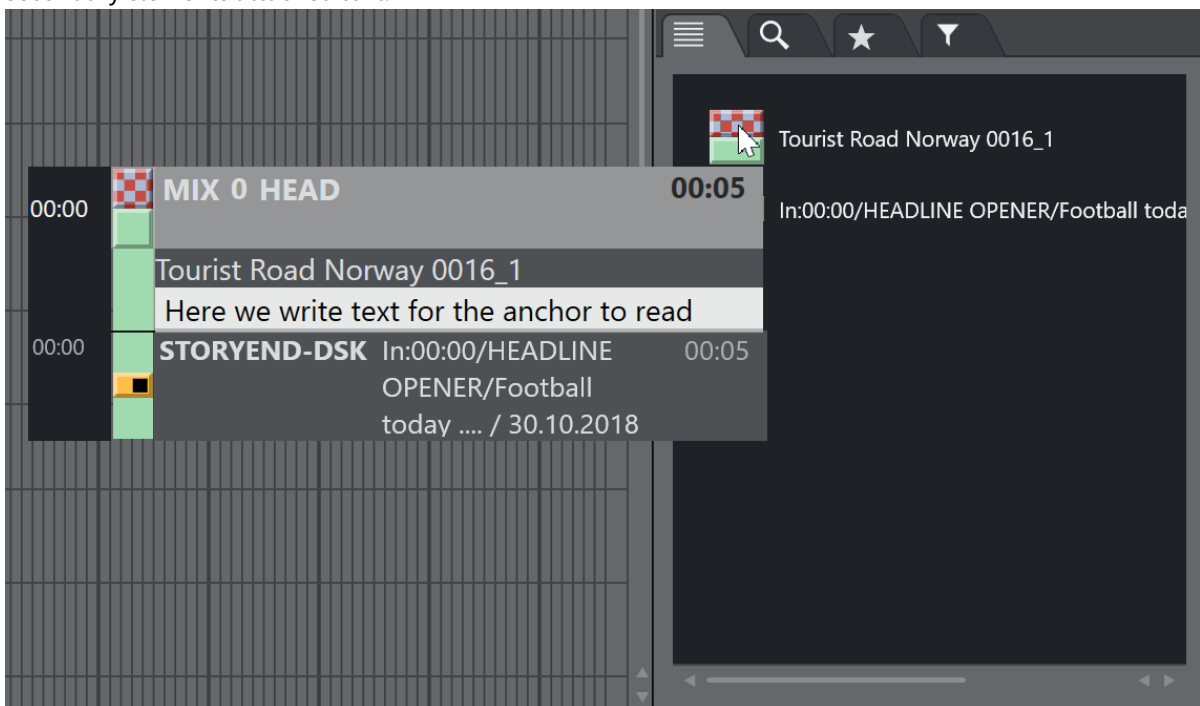 Tourist Road Norway 0016_1
00:00
MIX 0 HEAD
00:05
In:00:00/HEADLINE OPENER/Football toda
Tourist Road Norway 0016_1
Here we write text for the anchor to read
00:00
STORYEND-DSK In:00:00/HEADLINE
00:05
OPENER/Football
today .... / 30.10.2018